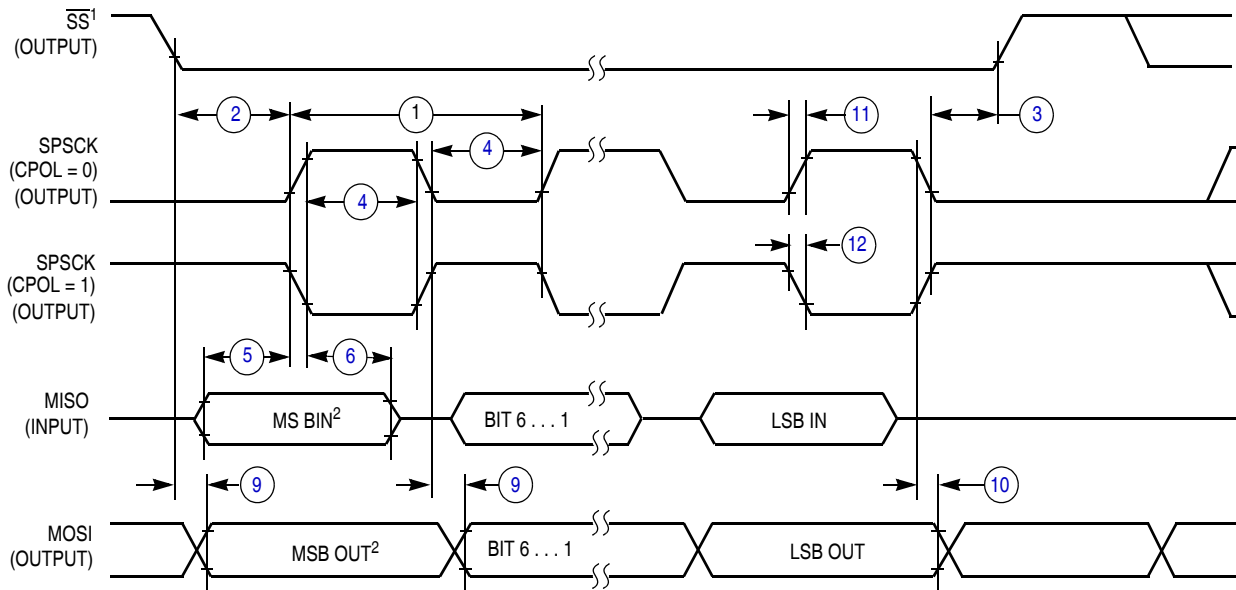 SS¹
(OUTPUT)
2
1
11
3
SPSCK
(CPOL = 0)
(OUTPUT)
4
4
SPSCK
(CPOL = 1)
(OUTPUT)
12
5
6
MISO
(INPUT)
MS BIN²
BIT 6 . . . 1
LSB IN
9
9
10
MOSI
(OUTPUT)
MSB OUT²
BIT 6 . . . 1
LSB OUT